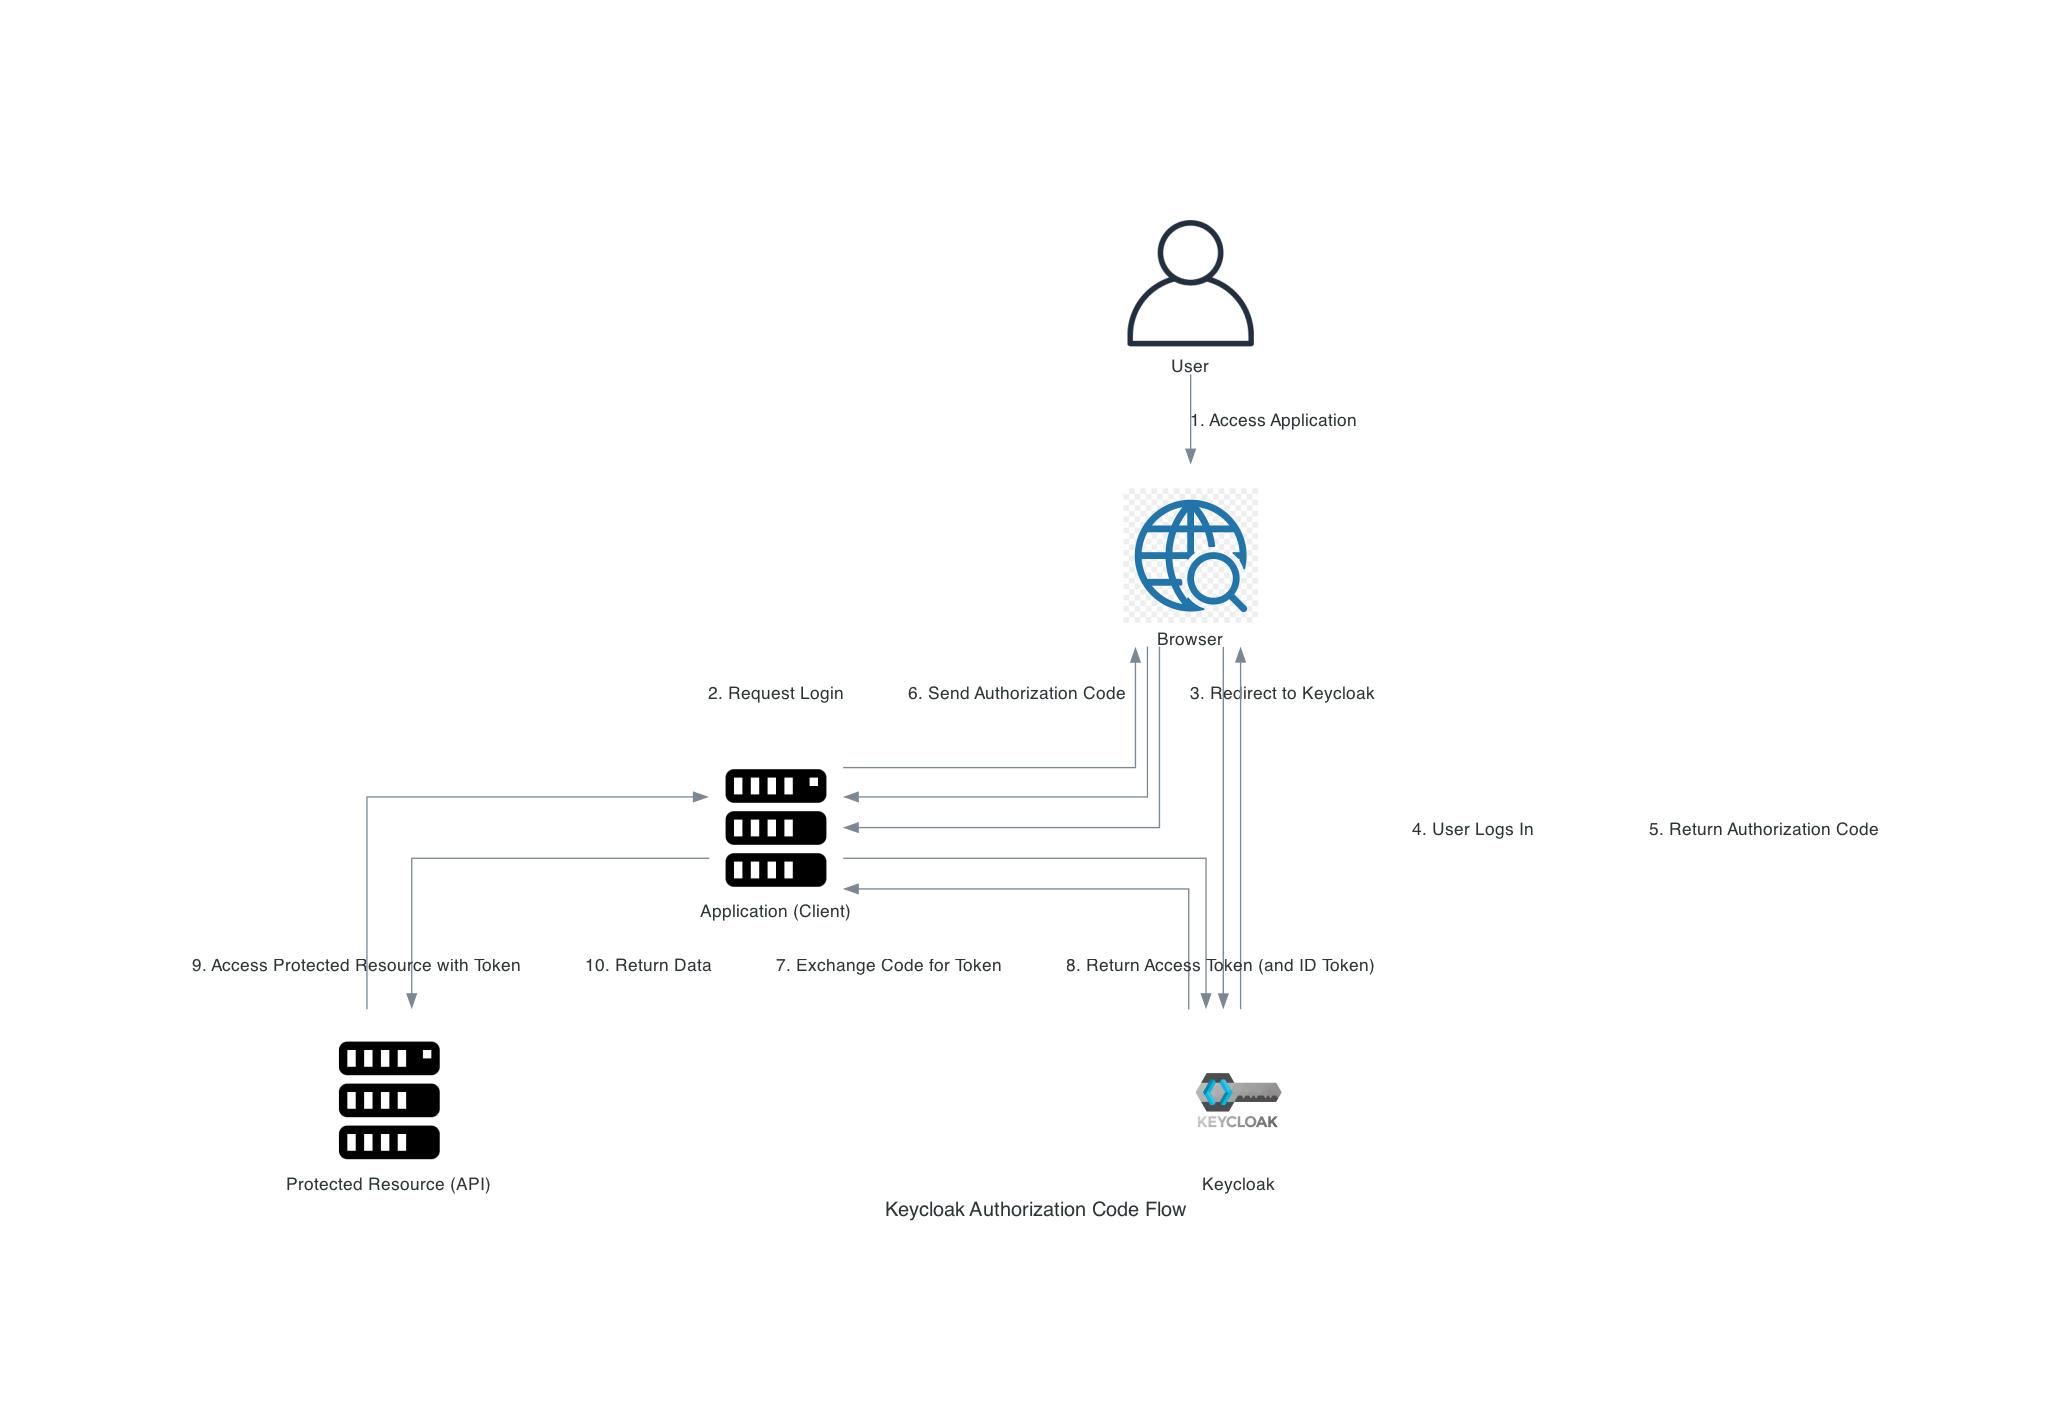 User
1. Access Application
Browser
2. Request Login
6. Send Authorization Code
3. Redirect to Keycloak
4. User Logs In
5. Return Authorization Code
Application (Client)
9. Access Protected Resource with Token
10. Return Data
7. Exchange Code for Token
8. Return Access Token (and ID Token)
KEYCLOAK
Protected Resource (API)
Keycloak
Keycloak Authorization Code Flow